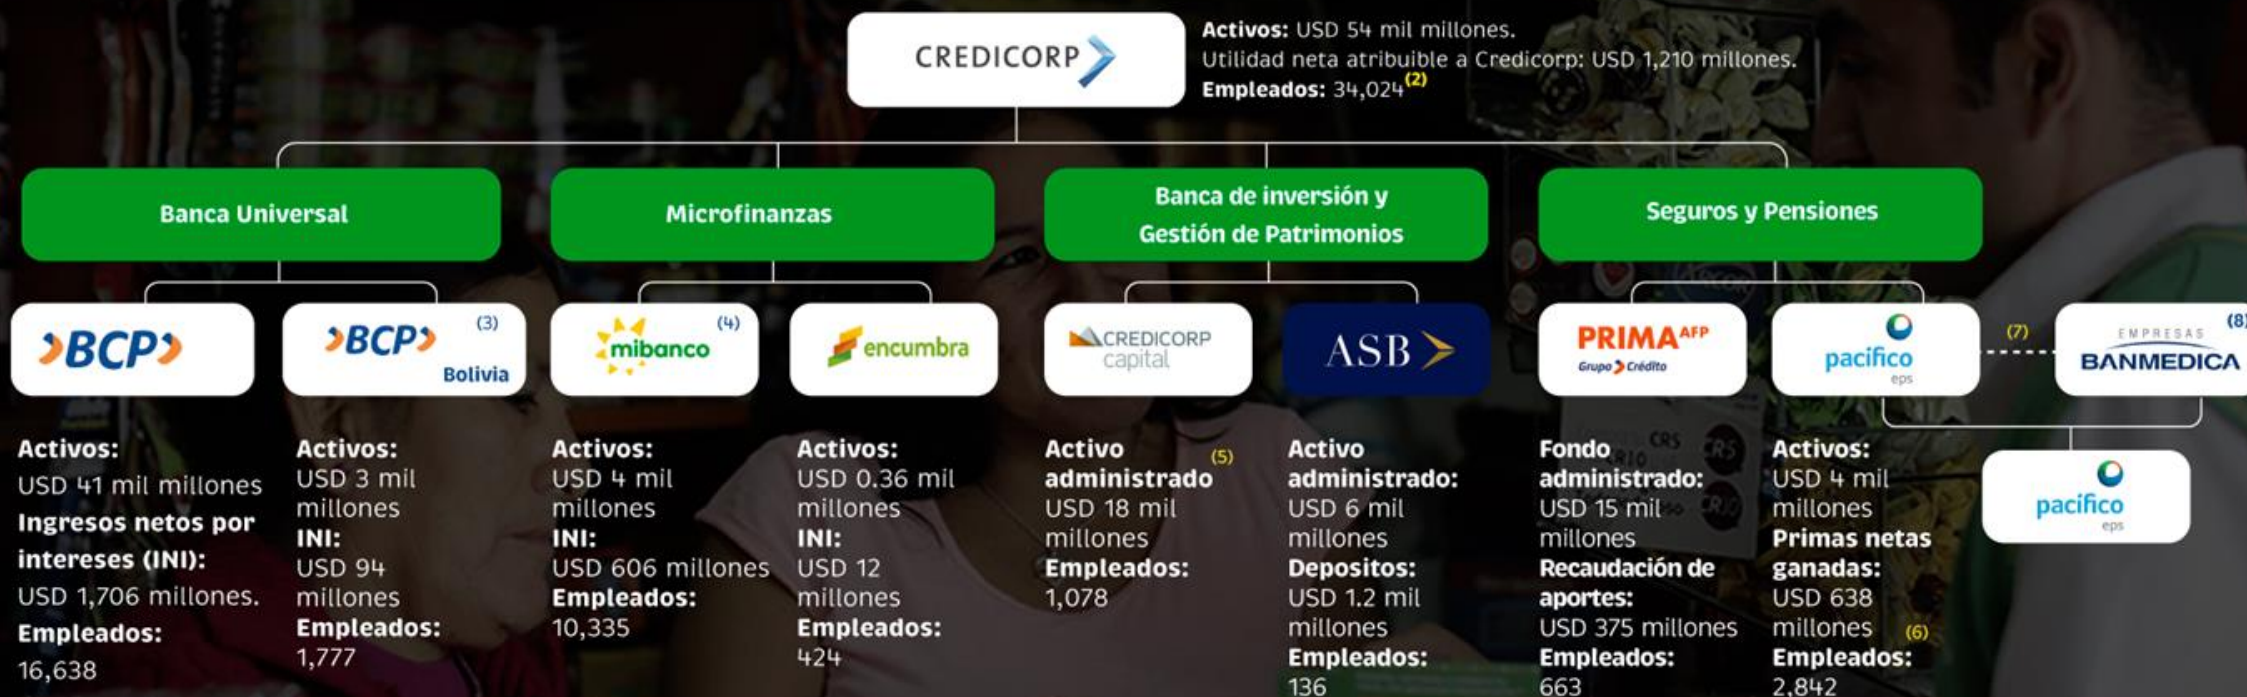 CREDICORP
Activos: USD 54 mil millones.
Utilidad neta atribuible a Credicorp: USD 1,210 millones.
Empleados: 34,024(2)
Banca Universal
Microfinanzas
Banca de inversión y
Gestión de Patrimonios
Seguros y Pensiones
BCP
BCP (3)
Bolivia
mibanco (4)
encumbra
CREDICORP
capital
ASB
PRIMA AFP
Grupo Crédito
pacifico
eps
(7)
EMPRESAS (8)
BANMEDICA
Activos:
USD 41 mil millones
Ingresos netos por
intereses (INI):
USD 1,706 millones.
Empleados:
16,638
Activos:
USD 3 mil
millones
INI:
USD 94
millones
Empleados:
1,777
Activos:
USD 4 mil
millones
INI:
USD 606 millones
Empleados:
10,335
Activos:
USD 0.36 mil
millones
INI:
USD 12
millones
Empleados:
424
Activo
administrado (5)
USD 18 mil
millones
Empleados:
1,078
Activo
administrado:
USD 6 mil
millones
Depositos:
USD 1.2 mil
millones
Empleados:
136
Fondo
administrado:
USD 15 mil
millones
Recaudación de
aportes:
USD 375 millones
Empleados:
663
Activos:
USD 4 mil
millones
Primas netas
ganadas:
USD 638
millones (6)
Empleados:
2,842
pacifico
eps